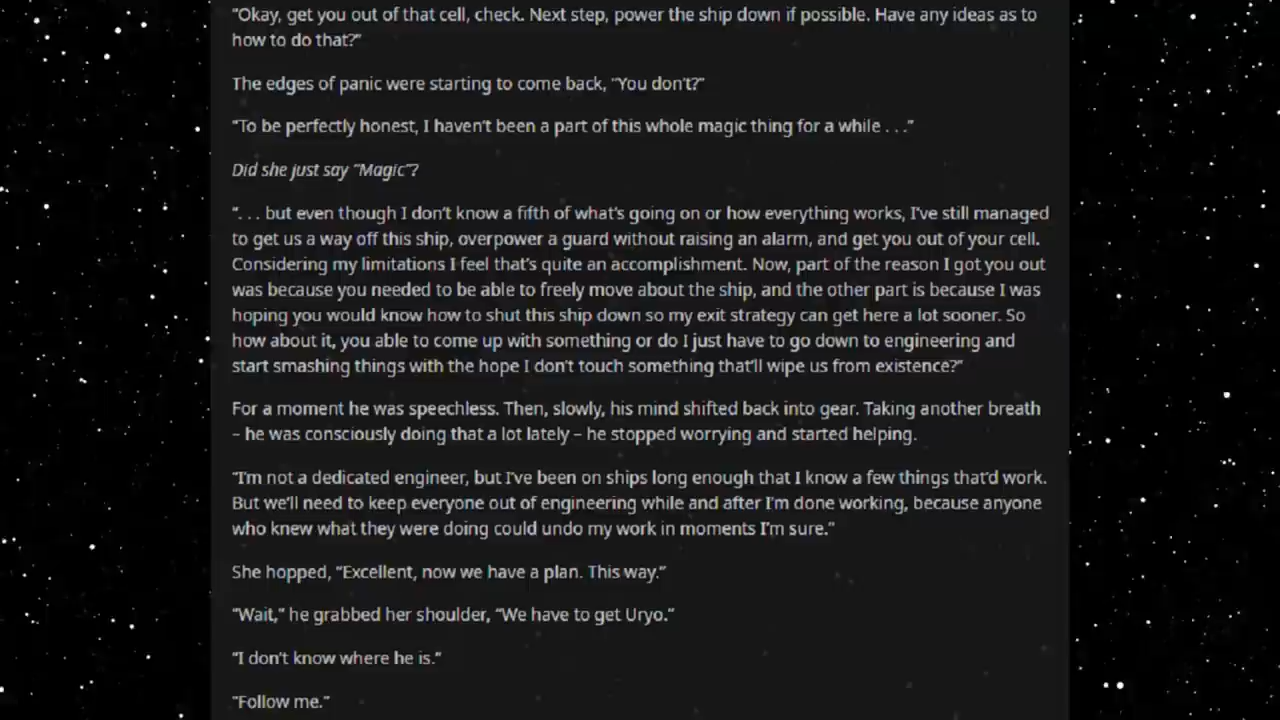 “Okay, get you out of that cell, check. Next step, power the ship down if possible. Have any ideas as to
how to do that?”
The edges of panic were starting to come back, “You don’t?”
“To be perfectly honest, I haven’t been a part of this whole magic thing for a while . . .”
Did she just say “Magic”?
“. . . but even though I don’t know a fifth of what’s going on or how everything works, I’ve still managed
to get us a way off this ship, overpower a guard without raising an alarm, and get you out of your cell.
Considering my limitations I feel that’s quite an accomplishment. Now, part of the reason I got you out
was because you needed to be able to freely move about the ship, and the other part is because I was
hoping you would know how to shut this ship down so my exit strategy can get here a lot sooner. So
how about it, you able to come up with something or do I just have to go down to engineering and
start smashing things with the hope I don’t touch something that’ll wipe us from existence?”
For a moment he was speechless. Then, slowly, his mind shifted back into gear. Taking another breath
– he was consciously doing that a lot lately – he stopped worrying and started helping.
“I’m not a dedicated engineer, but I’ve been on ships long enough that I know a few things that’d work.
But we’ll need to keep everyone out of engineering while and after I’m done working, because anyone
who knew what they were doing could undo my work in moments I’m sure.”
She hopped, “Excellent, now we have a plan. This way.”
“Wait,” he grabbed her shoulder, “We have to get Uryo.”
“I don’t know where he is.”
“Follow me.”